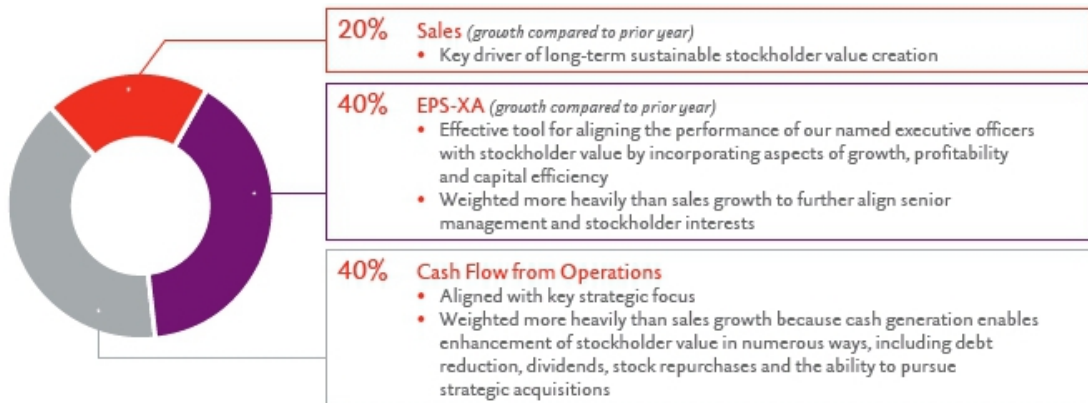 20% Sales (growth compared to prior year)
• Key driver of long-term sustainable stockholder value creation
40% EPS-XA (growth compared to prior year)
• Effective tool for aligning the performance of our named executive officers
with stockholder value by incorporating aspects of growth, profitability
and capital efficiency
• Weighted more heavily than sales growth to further align senior
management and stockholder interests
40% Cash Flow from Operations
• Aligned with key strategic focus
• Weighted more heavily than sales growth because cash generation enables
enhancement of stockholder value in numerous ways, including debt
reduction, dividends, stock repurchases and the ability to pursue
strategic acquisitions